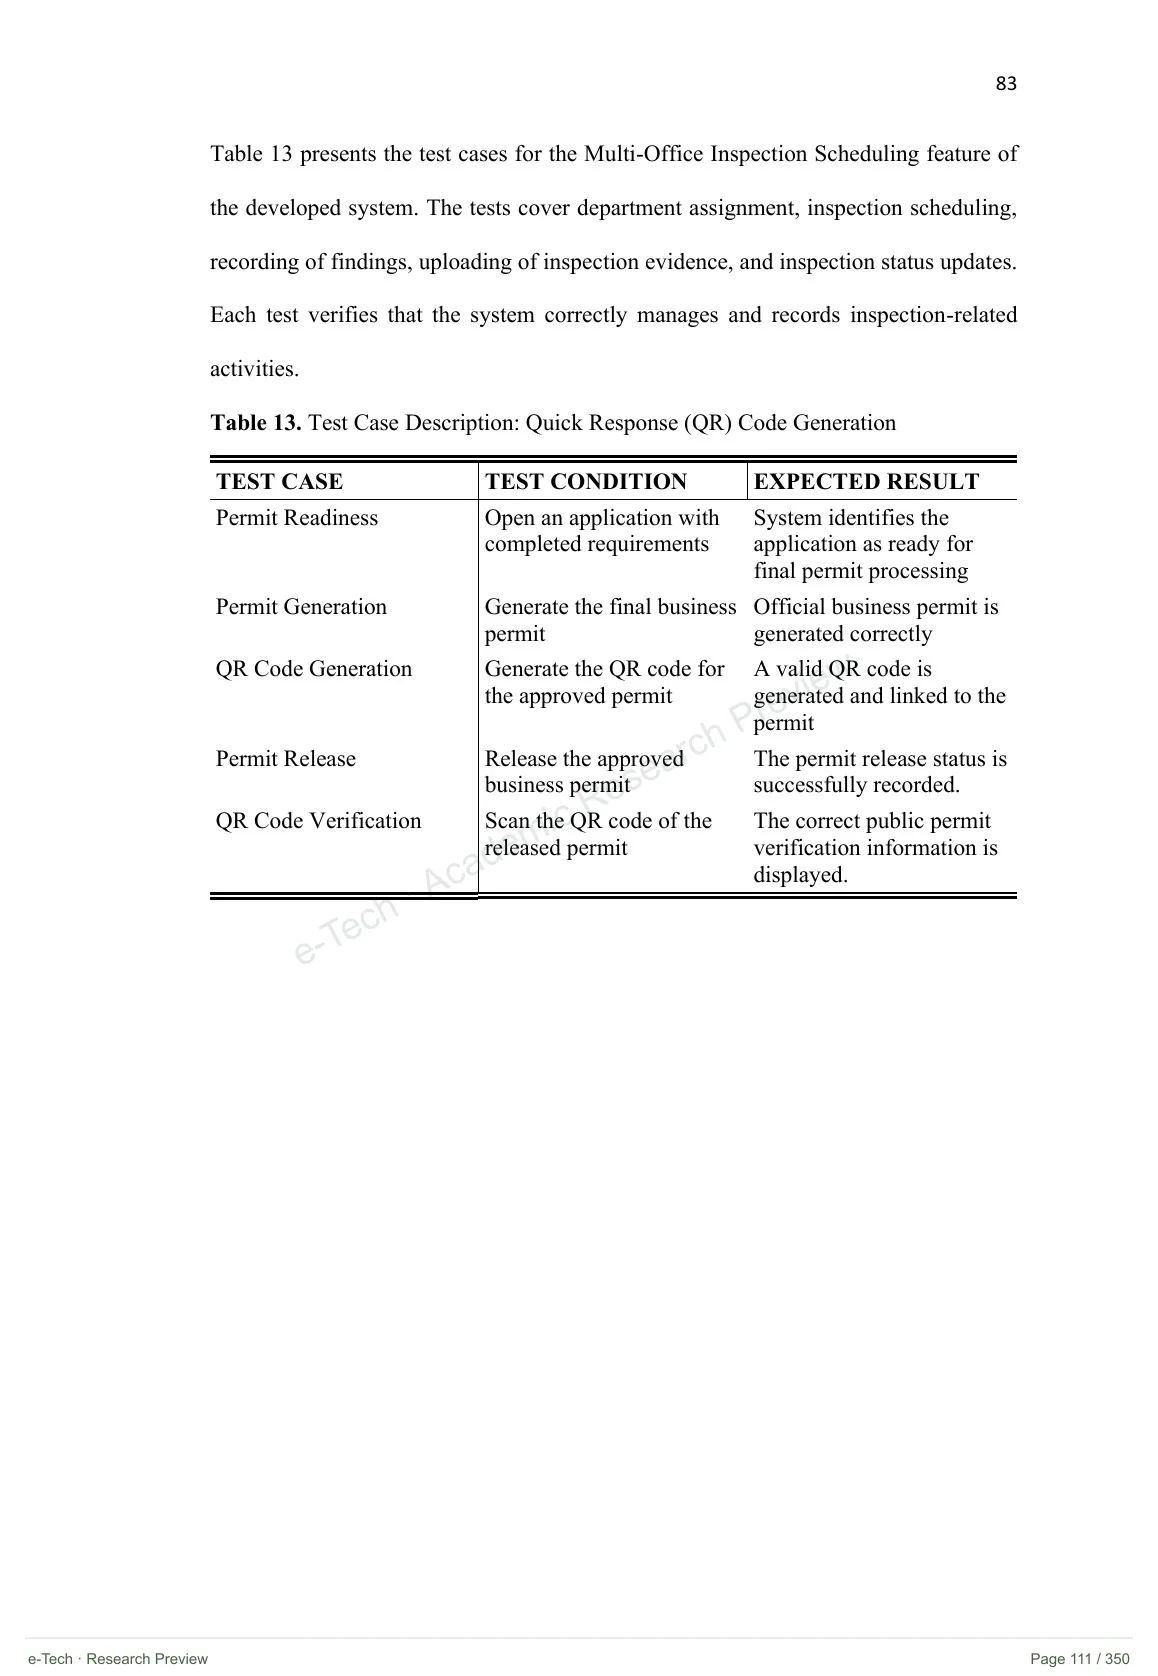 83
Table 13 presents the test cases for the Multi-Office Inspection Scheduling feature of
the developed system. The tests cover department assignment, inspection scheduling,
recording of findings, uploading of inspection evidence, and inspection status updates.
Each test verifies that the system correctly manages and records inspection-related
activities.
Table 13. Test Case Description: Quick Response (QR) Code Generation
TEST CASE TEST CONDITION EXPECTED RESULT
Permit Readiness Open an application with System identifies the
completed requirements application as ready for
final permit processing
Permit Generation Generate the final business Official business permit is
permit generated correctly
QR Code Generation Generate the QR code for A valid QR code is
the approved permit generated and linked to the
permit
Permit Release Release the approved The permit release status is
business permit successfully recorded.
QR Code Verification Scan the QR code of the The correct public permit
released permit verification information is
displayed.
e-Tech · Academic Research Preview
e-Tech · Research Preview Page 111 / 350